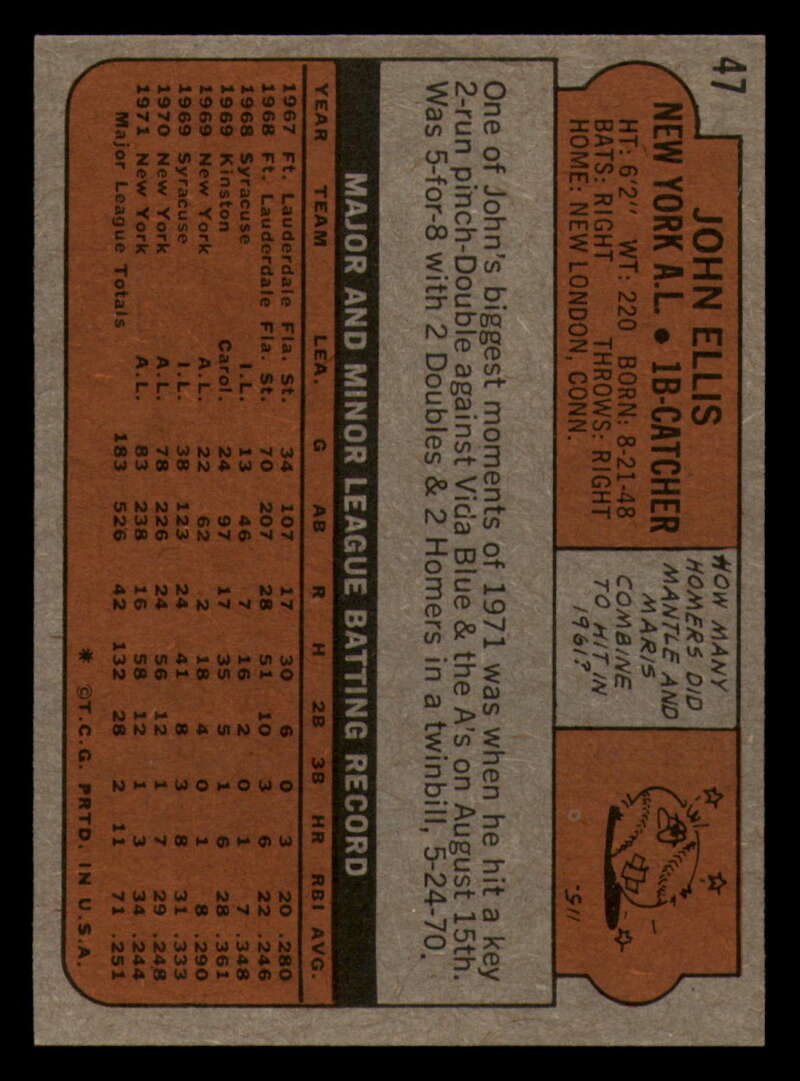 47
JOHN ELLIS
NEW YORK A.L. • 1B-CATCHER
HT: 6'2" WT: 220 BORN: 8-21-48
BATS: RIGHT THROWS: RIGHT
HOME: NEW LONDON, CONN.
HOW MANY
HOMERS DID
MANTLE AND
MARIS
COMBINE
TO HIT IN
1961?
-511
One of John's biggest moments of 1971 was when he hit a key
2-run pinch-Double against Vida Blue & the A's on August 15th.
Was 5-for-8 with 2 Doubles & 2 Homers in a twinbill, 5-24-70.
MAJOR AND MINOR LEAGUE BATTING RECORD
YEAR TEAM LEA. G AB R H 2B 3B HR RBI AVG.
1967 Ft. Lauderdale Fla. St. 34 107 17 30 6 0 3 20 .280
1968 Ft. Lauderdale Fla. St. 70 207 28 51 10 3 6 22 .246
1968 Syracuse I.L. 13 46 7 16 2 0 1 7 .348
1969 Kinston Carol. 24 97 17 35 5 1 6 28 .361
1969 New York A.L. 22 62 2 18 4 0 1 8 .290
1969 Syracuse I.L. 38 123 24 41 8 3 8 31 .333
1970 New York A.L. 78 226 24 56 12 1 7 29 .248
1971 New York A.L. 83 238 16 58 12 1 3 34 .244
Major League Totals 183 526 42 132 28 2 11 71 .251
* ©T.C.G. PRTD. IN U.S.A.